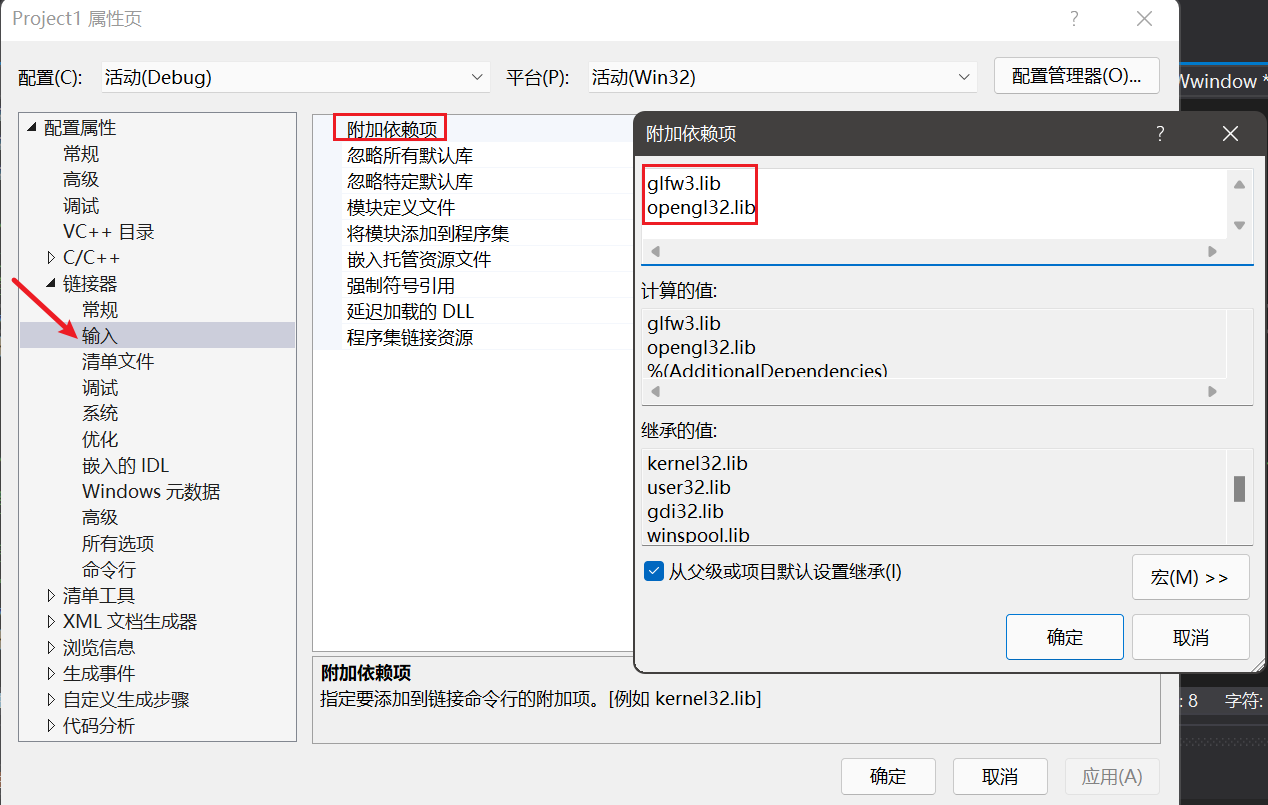 Project1 属性页
?
配置(C):
活动(Debug)
平台(P):
活动(Win32)
配置管理器(O)...
Wwindow *
配置属性
常规
高级
调试
VC++ 目录
C/C++
链接器
常规
输入
清单文件
调试
系统
优化
嵌入的 IDL
Windows 元数据
高级
所有选项
命令行
清单工具
XML 文档生成器
浏览信息
生成事件
自定义生成步骤
代码分析
附加依赖项
忽略所有默认库
忽略特定默认库
模块定义文件
将模块添加到程序集
嵌入托管资源文件
强制符号引用
延迟加载的 DLL
程序集链接资源
附加依赖项
?
glfw3.lib
opengl32.lib
计算的值:
glfw3.lib
opengl32.lib
%(AdditionalDependencies)
继承的值:
kernel32.lib
user32.lib
gdi32.lib
winspool.lib
从父级或项目默认设置继承(I)
宏(M) >>
确定
取消
附加依赖项
指定要添加到链接命令行的附加项。[例如 kernel32.lib]
: 8
字符:
确定
取消
应用(A)